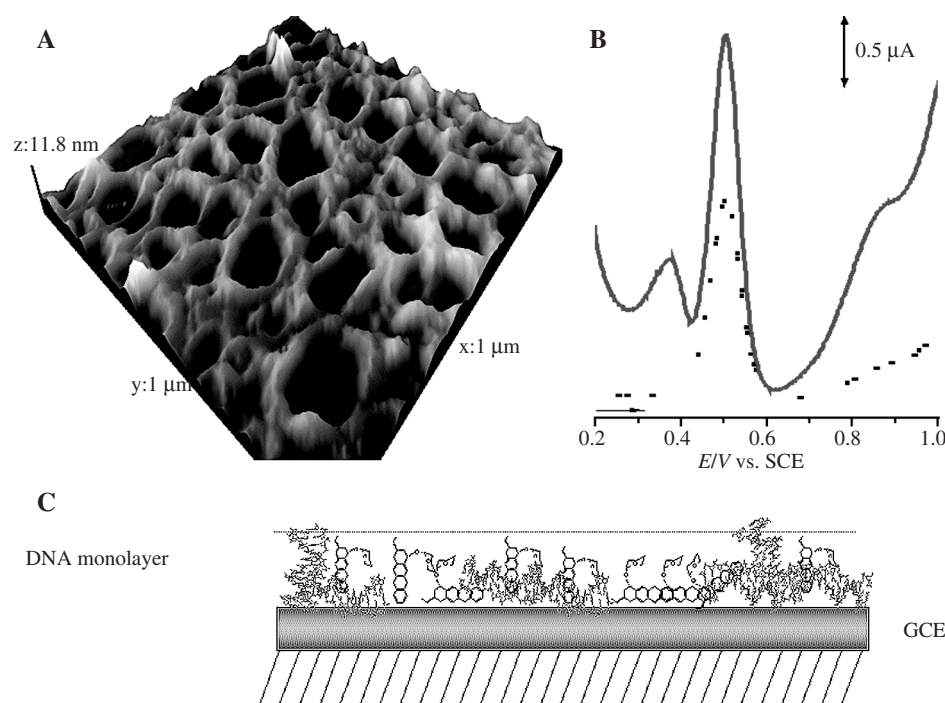 A
z:11.8 nm
y:1 μm
x:1 μm
B
0.5 μA
0.2 0.4 0.6 0.8 1.0
E/V vs. SCE
C
DNA monolayer
GCE